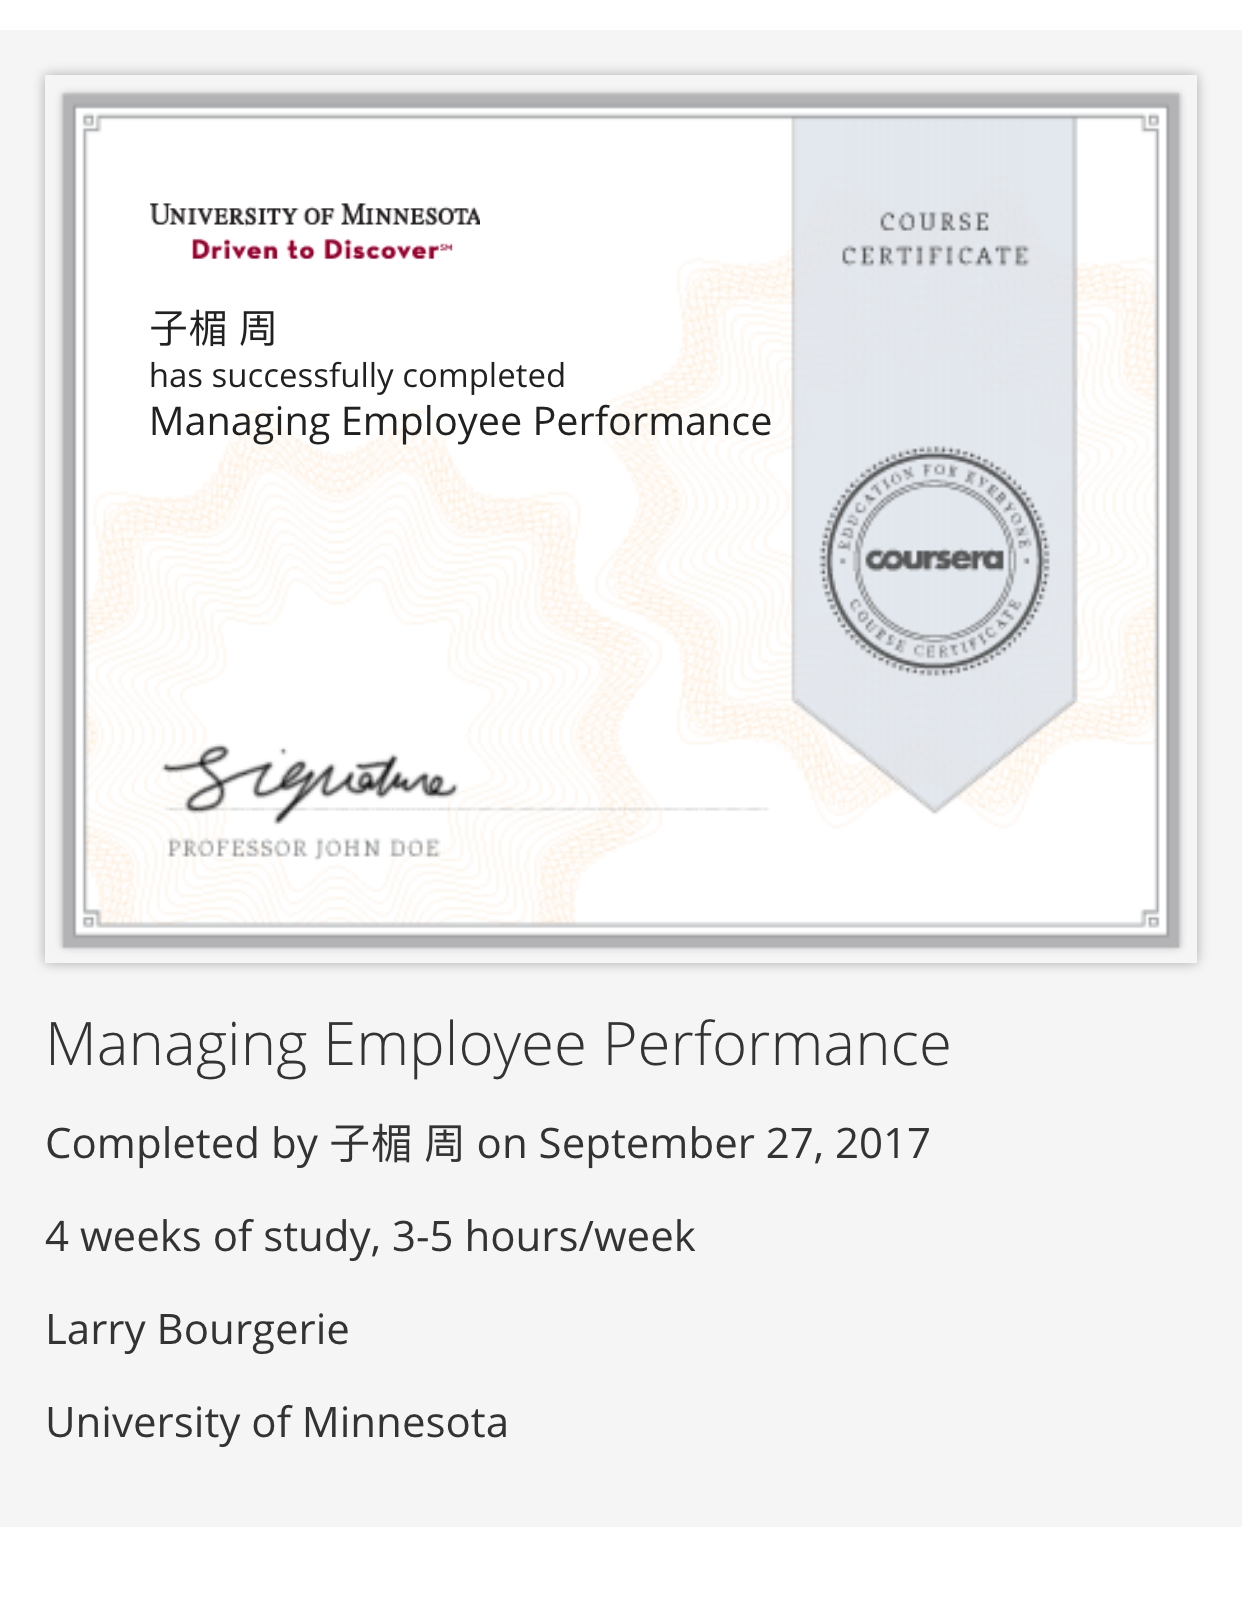 UNIVERSITY OF MINNESOTA
Driven to Discover℠
子楣 周
has successfully completed
Managing Employee Performance
COURSE
CERTIFICATE
EDUCATION FOR EVERYONE
coursera
COURSE CERTIFICATE
Signature
PROFESSOR JOHN DOE
Managing Employee Performance
Completed by 子楣 周 on September 27, 2017
4 weeks of study, 3-5 hours/week
Larry Bourgerie
University of Minnesota